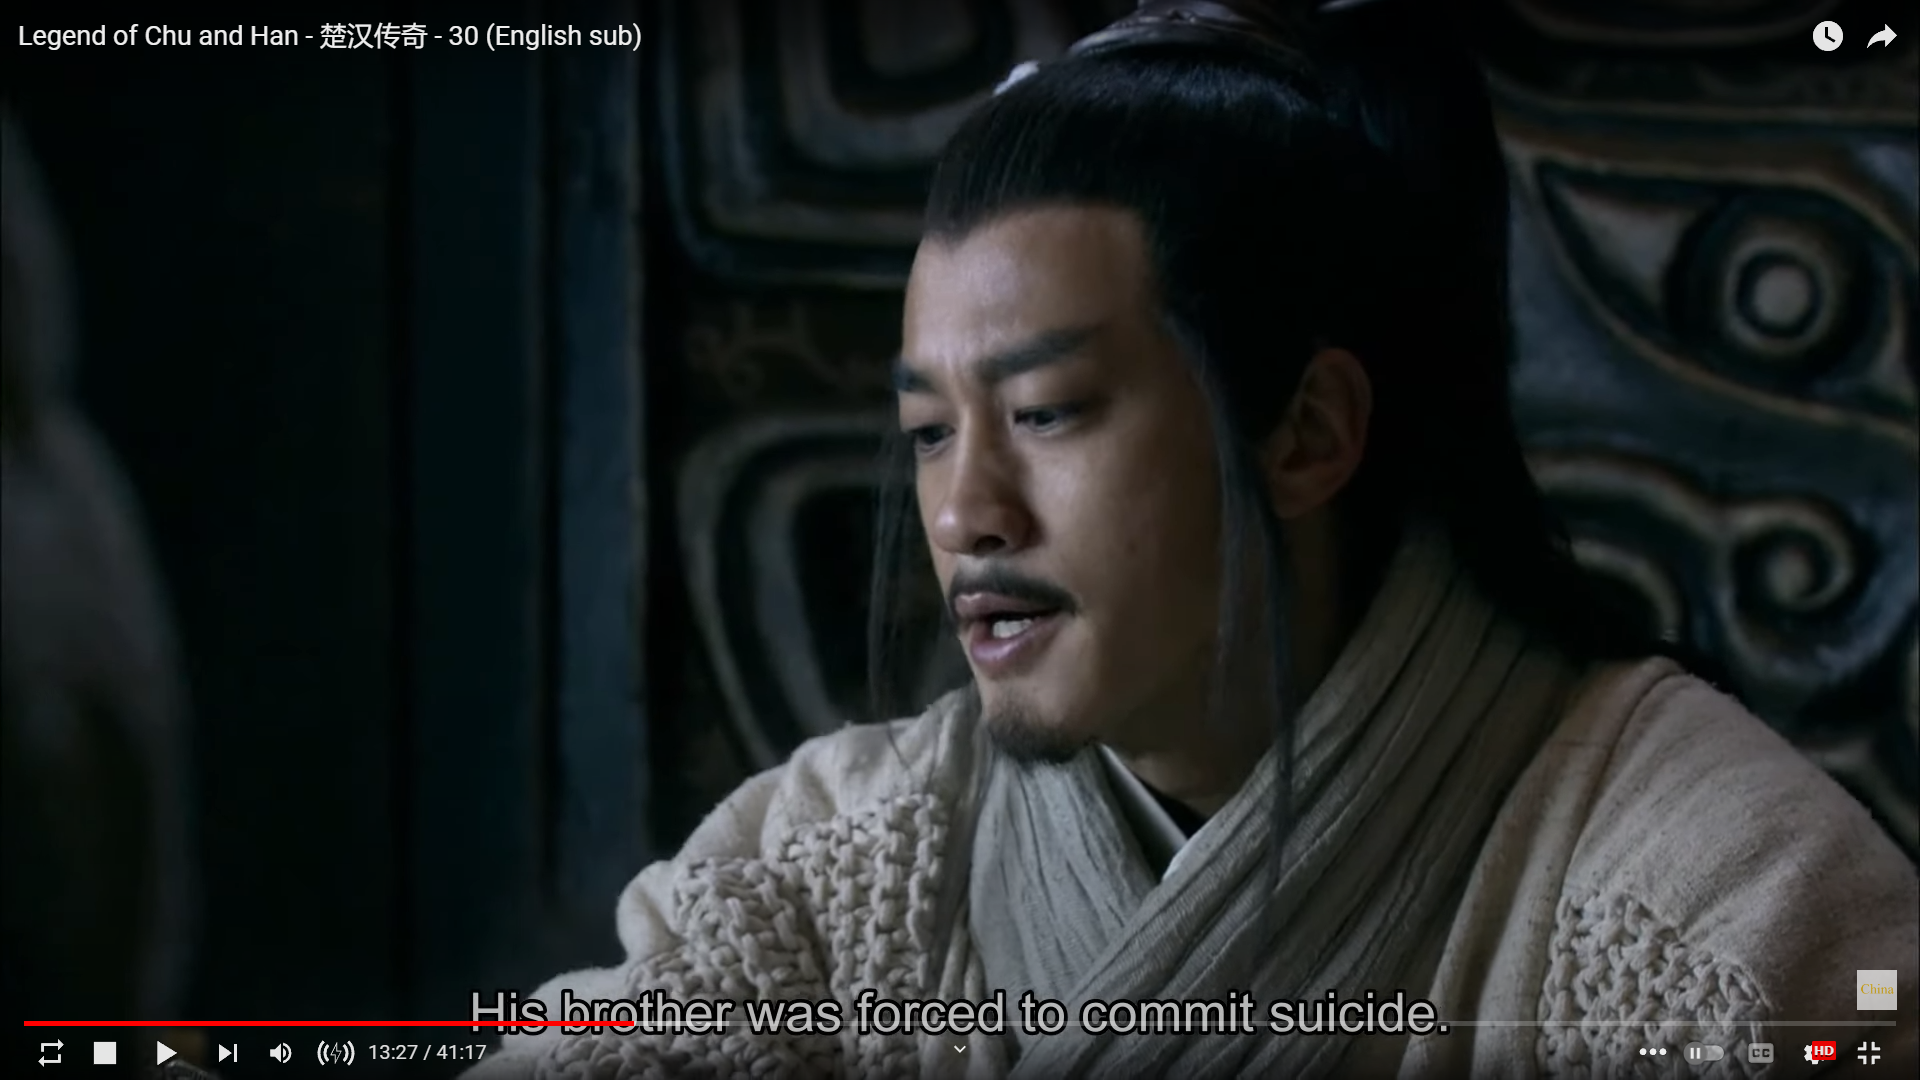 Legend of Chu and Han - 楚汉传奇 - 30 (English sub)
China
His brother was forced to commit suicide.
13:27 / 41:17
CC
HD